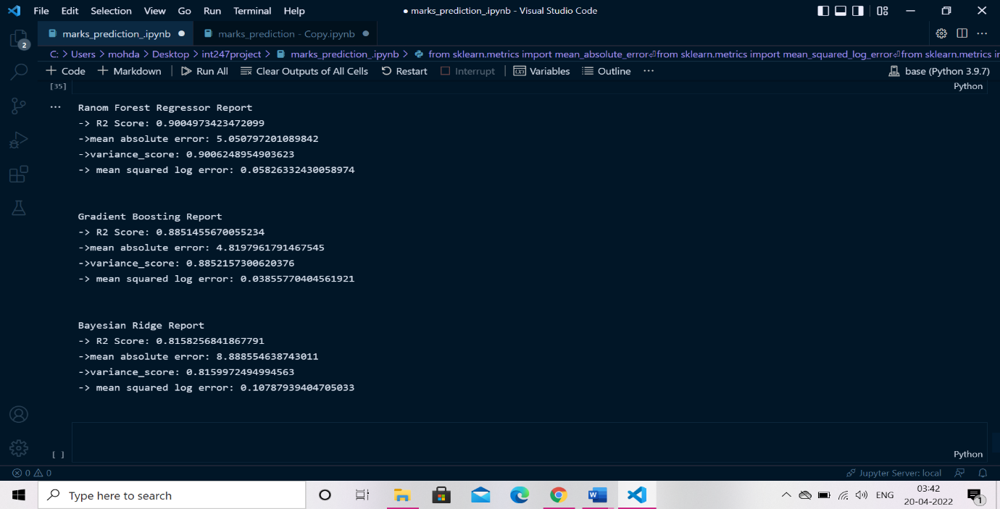 File Edit Selection View Go Run Terminal Help
● marks_prediction_.ipynb - Visual Studio Code
marks_prediction_.ipynb ●
marks_prediction - Copy.ipynb ●
2
C: > Users > mohda > Desktop > int247project > marks_prediction_.ipynb > from sklearn.metrics import mean_absolute_error⏎from sklearn.metrics import mean_squared_log_error⏎from sklearn.metrics in
+ Code + Markdown | Run All Clear Outputs of All Cells Restart Interrupt | Variables Outline ···
base (Python 3.9.7)
[35]
Python
···
Ranom Forest Regressor Report
-> R2 Score: 0.9004973423472099
->mean absolute error: 5.050797201089842
->variance_score: 0.9006248954903623
-> mean squared log error: 0.05826332430058974
Gradient Boosting Report
-> R2 Score: 0.8851455670055234
->mean absolute error: 4.8197961791467545
->variance_score: 0.8852157300620376
-> mean squared log error: 0.03855770404561921
Bayesian Ridge Report
-> R2 Score: 0.8158256841867791
->mean absolute error: 8.888554638743011
->variance_score: 0.8159972494994563
-> mean squared log error: 0.10787939404705033
[ ]
Python
0 0
Jupyter Server: local
Type here to search
ENG
03:42
20-04-2022
1